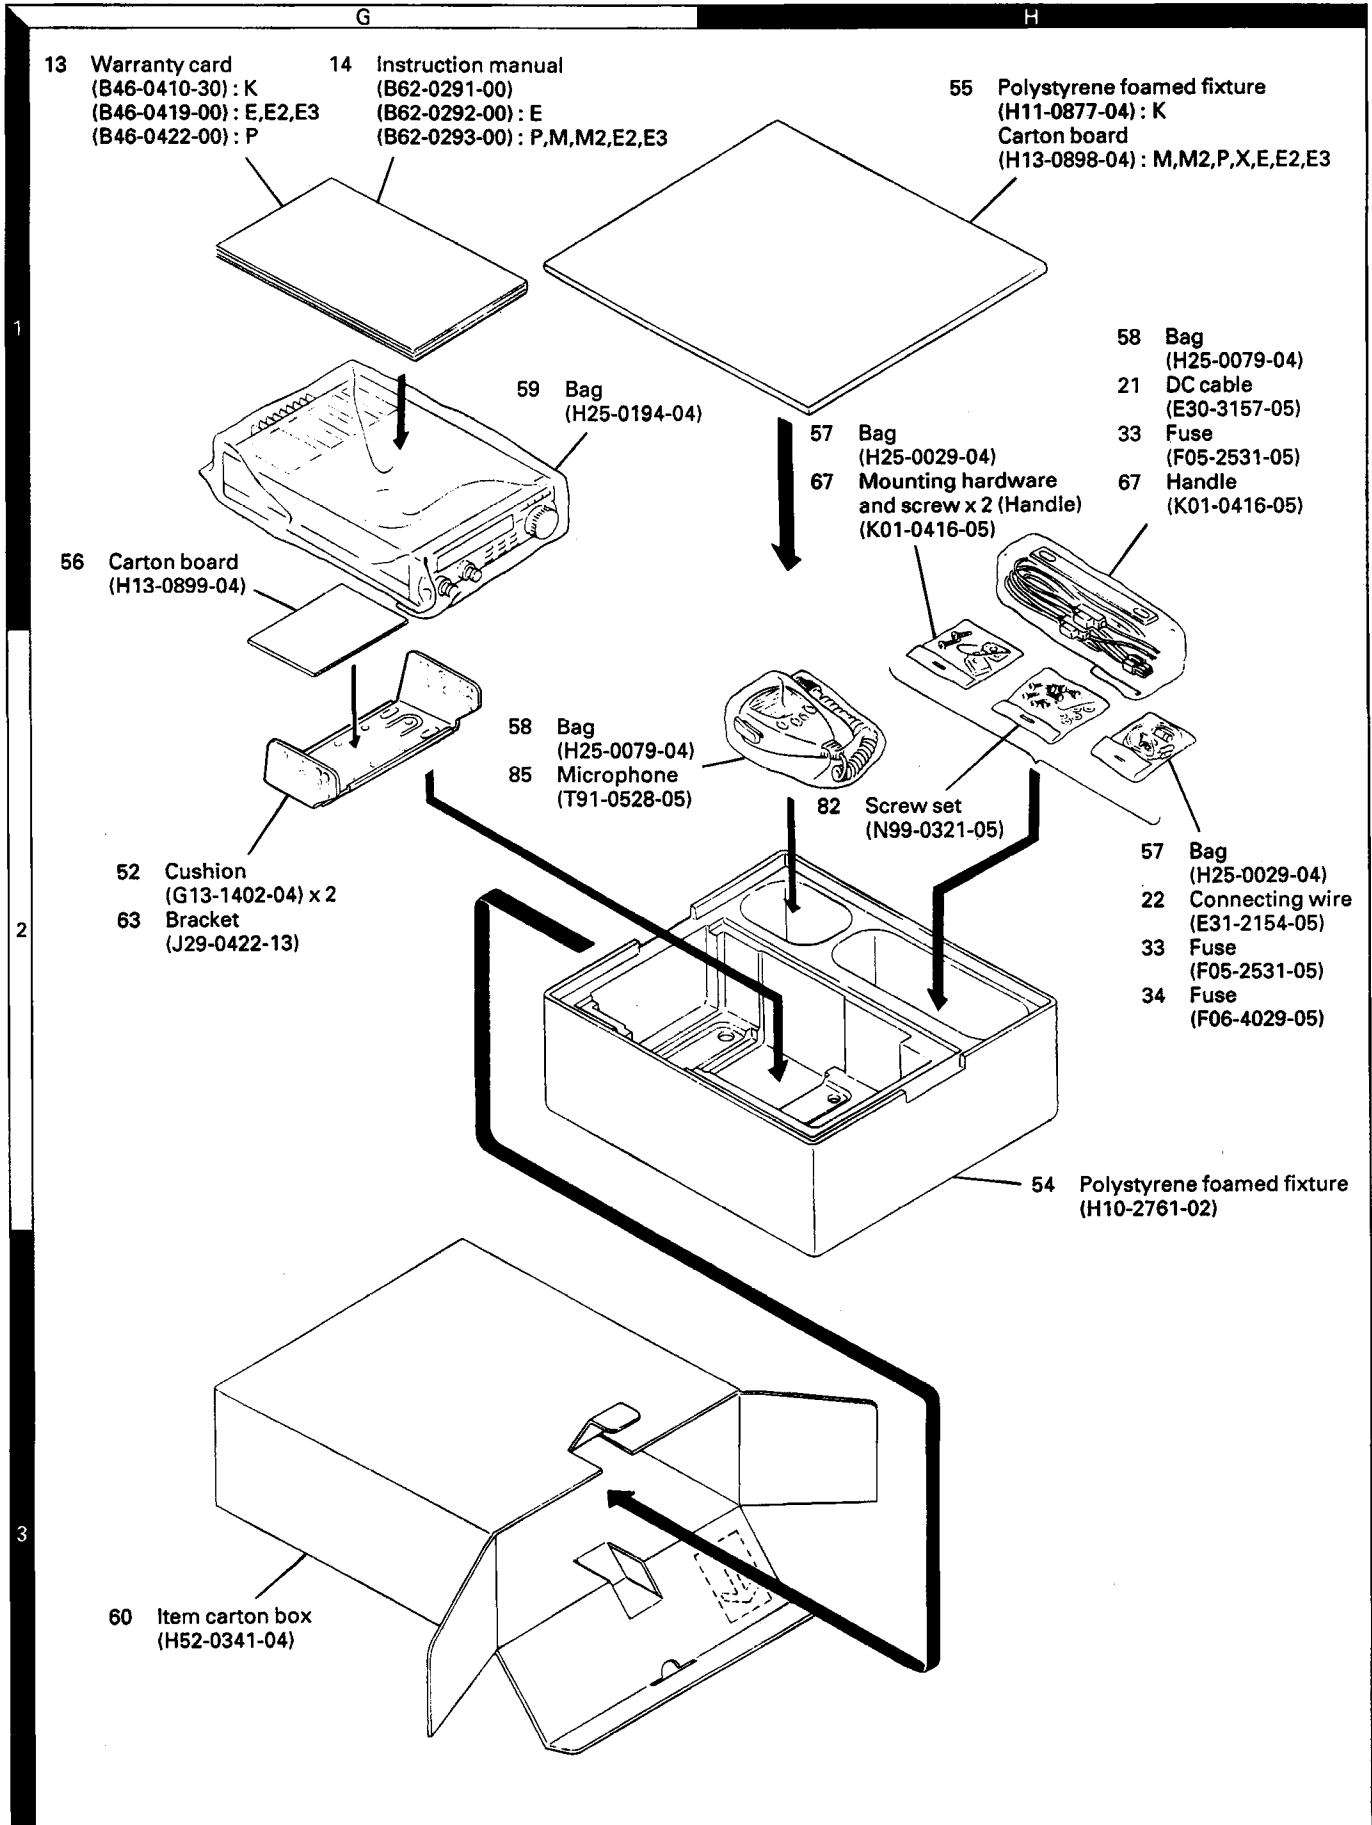 G
H
13 Warranty card
(B46-0410-30) : K
(B46-0419-00) : E,E2,E3
(B46-0422-00) : P
14 Instruction manual
(B62-0291-00)
(B62-0292-00) : E
(B62-0293-00) : P,M,M2,E2,E3
55 Polystyrene foamed fixture
(H11-0877-04) : K
Carton board
(H13-0898-04) : M,M2,P,X,E,E2,E3
1
59 Bag
(H25-0194-04)
58 Bag
(H25-0079-04)
21 DC cable
(E30-3157-05)
33 Fuse
(F05-2531-05)
67 Handle
(K01-0416-05)
57 Bag
(H25-0029-04)
67 Mounting hardware
and screw x 2 (Handle)
(K01-0416-05)
56 Carton board
(H13-0899-04)
58 Bag
(H25-0079-04)
85 Microphone
(T91-0528-05)
82 Screw set
(N99-0321-05)
52 Cushion
(G13-1402-04) x 2
63 Bracket
(J29-0422-13)
2
57 Bag
(H25-0029-04)
22 Connecting wire
(E31-2154-05)
33 Fuse
(F05-2531-05)
34 Fuse
(F06-4029-05)
54 Polystyrene foamed fixture
(H10-2761-02)
3
60 Item carton box
(H52-0341-04)